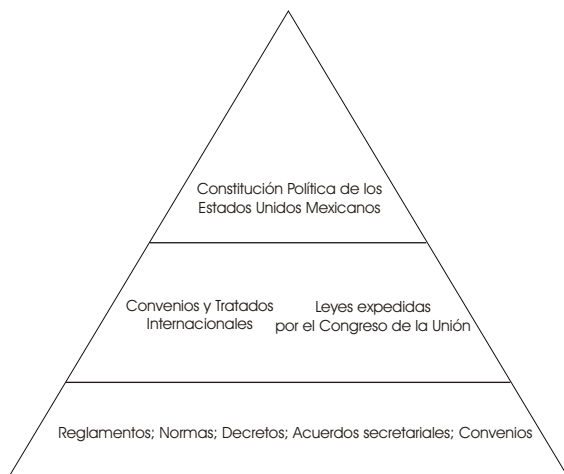 Constitución Política de los
Estados Unidos Mexicanos
Convenios y Tratados
Internacionales
Leyes expedidas
por el Congreso de la Unión
Reglamentos; Normas; Decretos; Acuerdos secretariales; Convenios